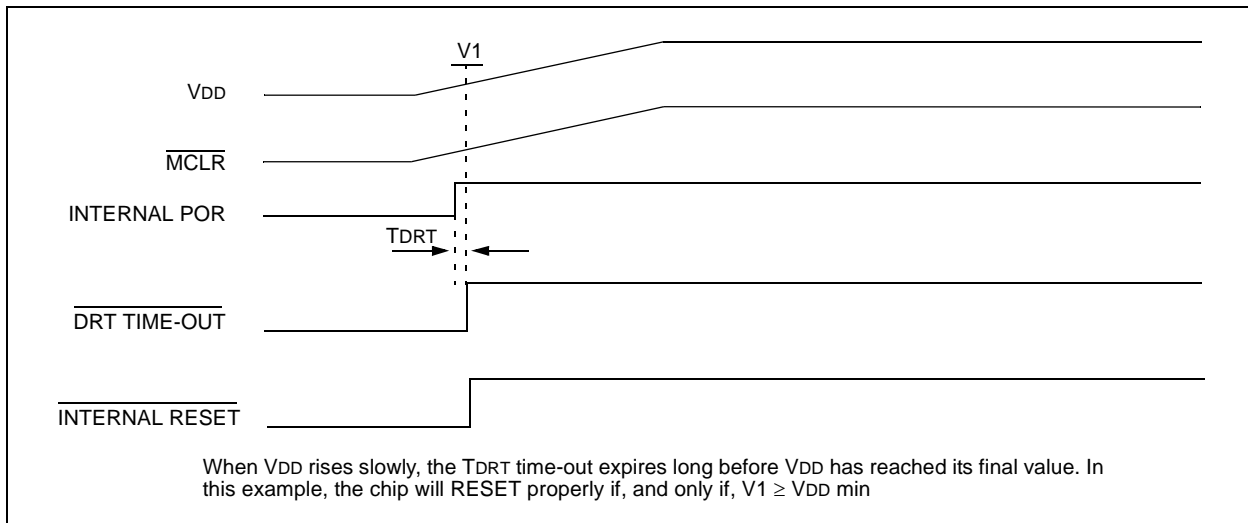 V1
VDD
MCLR
INTERNAL POR
TDRT
DRT TIME-OUT
INTERNAL RESET
When VDD rises slowly, the TDRT time-out expires long before VDD has reached its final value. In
this example, the chip will RESET properly if, and only if, V1 ≥ VDD min